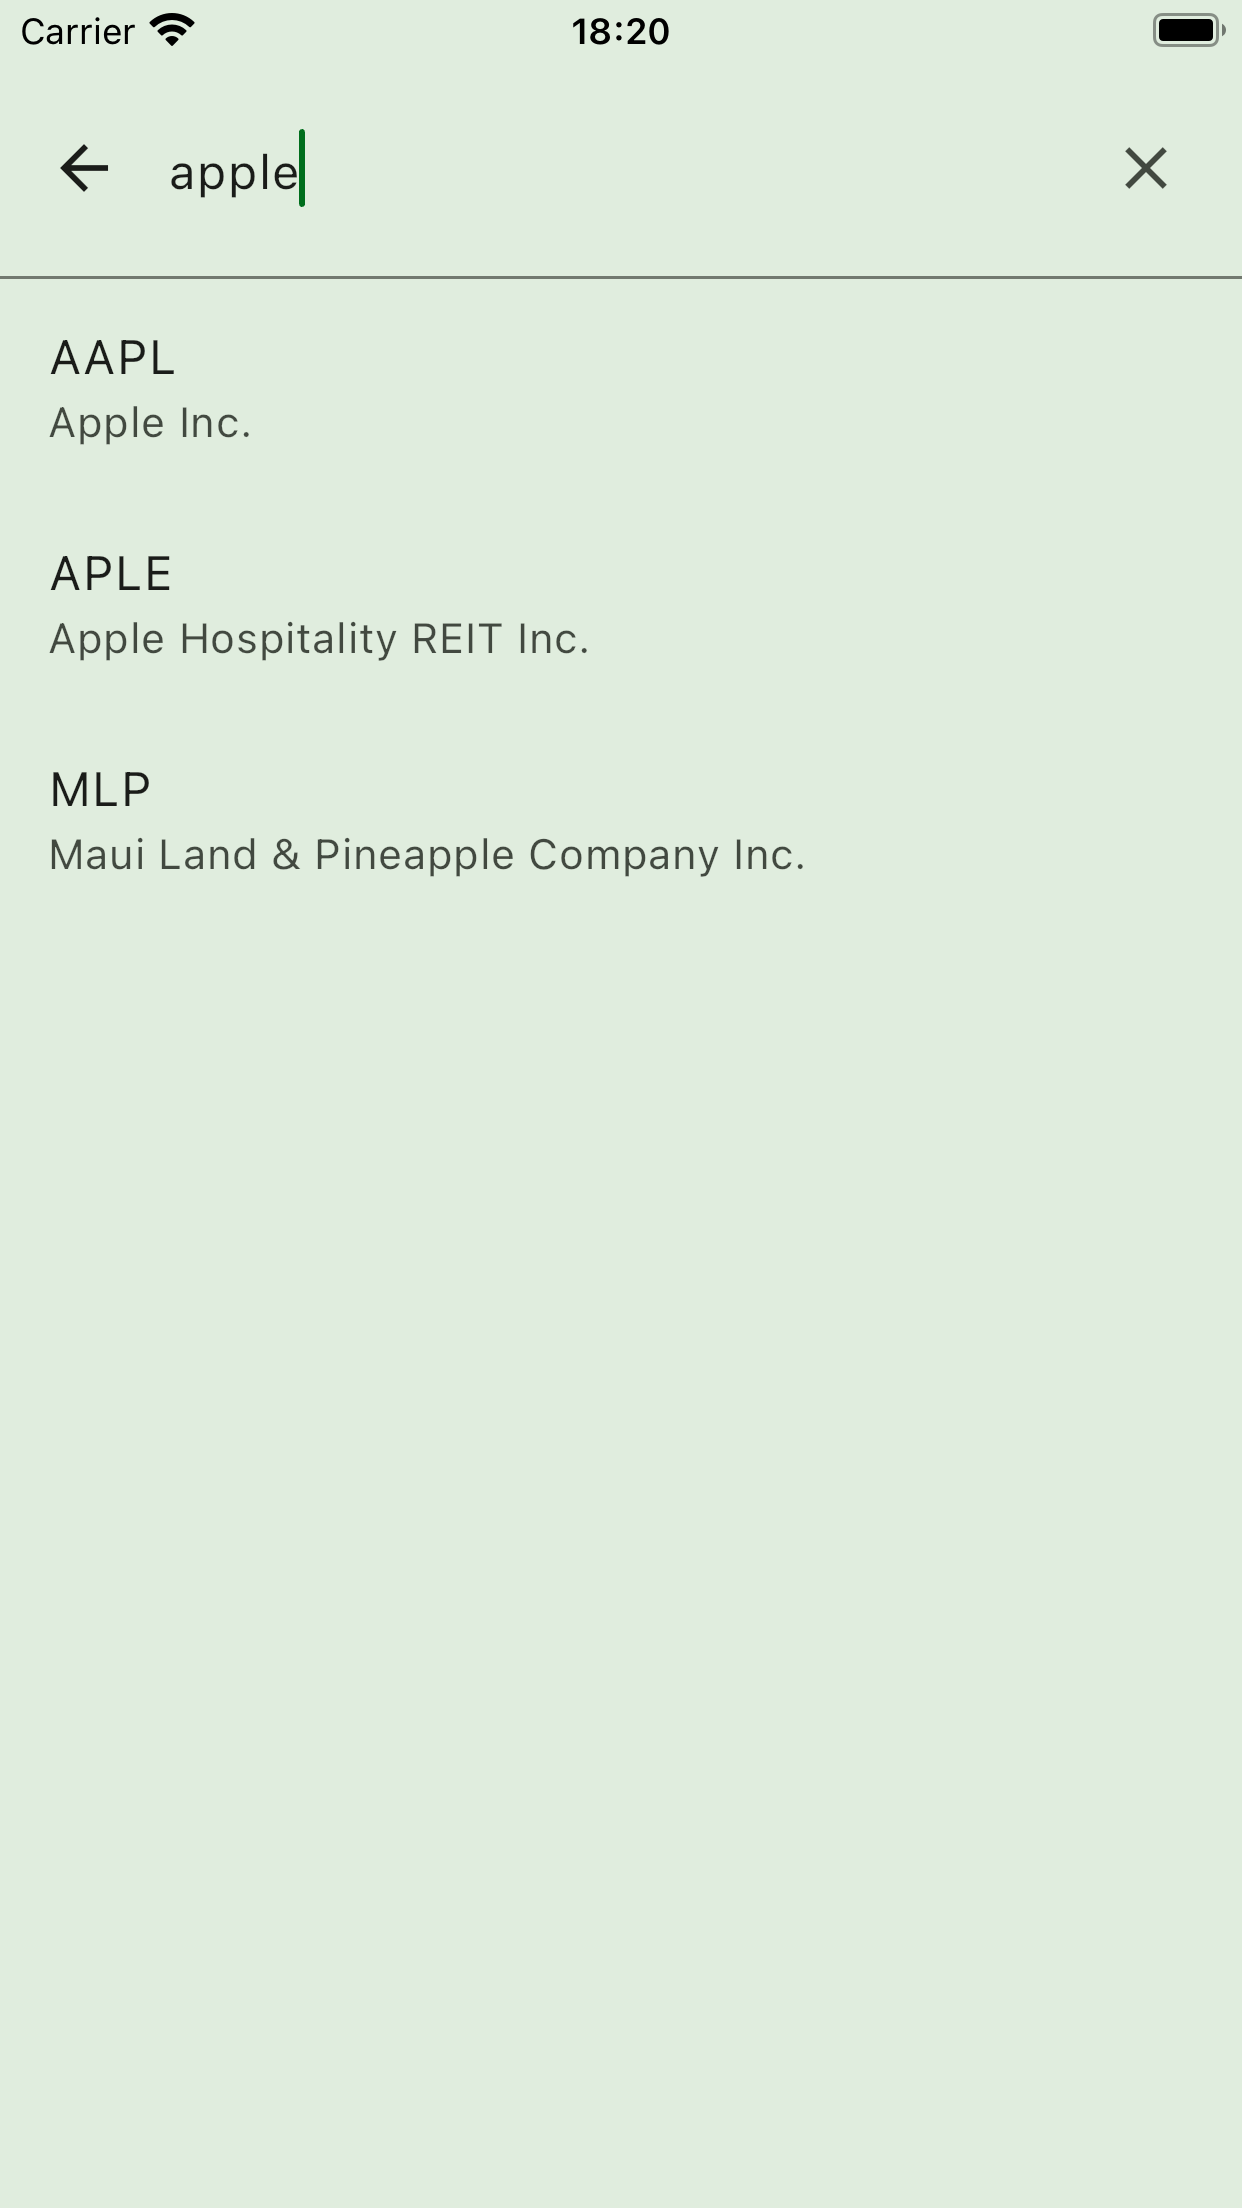 Carrier 18:20
apple
AAPL
Apple Inc.
APLE
Apple Hospitality REIT Inc.
MLP
Maui Land & Pineapple Company Inc.